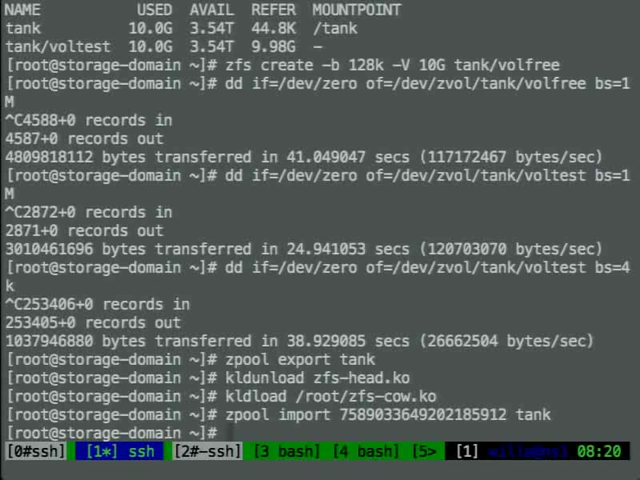 NAME USED AVAIL REFER MOUNTPOINT
tank 10.0G 3.54T 44.8K /tank
tank/voltest 10.0G 3.54T 9.98G -
[root@storage-domain ~]# zfs create -b 128k -V 10G tank/volfree
[root@storage-domain ~]# dd if=/dev/zero of=/dev/zvol/tank/volfree bs=1
M
^C4588+0 records in
4587+0 records out
4809818112 bytes transferred in 41.049047 secs (117172467 bytes/sec)
[root@storage-domain ~]# dd if=/dev/zero of=/dev/zvol/tank/voltest bs=1
M
^C2872+0 records in
2871+0 records out
3010461696 bytes transferred in 24.941053 secs (120703070 bytes/sec)
[root@storage-domain ~]# dd if=/dev/zero of=/dev/zvol/tank/voltest bs=4
k
^C253406+0 records in
253405+0 records out
1037946880 bytes transferred in 38.929085 secs (26662504 bytes/sec)
[root@storage-domain ~]# zpool export tank
[root@storage-domain ~]# kldunload zfs-head.ko
[root@storage-domain ~]# kldload /root/zfs-cow.ko
[root@storage-domain ~]# zpool import 7589033649202185912 tank
[root@storage-domain ~]#
[0#ssh] [1*] ssh [2#-ssh] [3 bash] [4 bash] [5> [1] 08:20